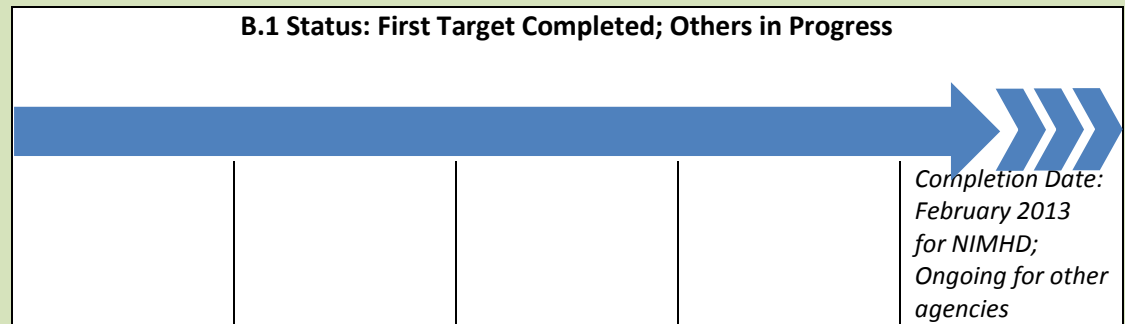 B.1 Status: First Target Completed; Others in Progress
Completion Date:
February 2013
for NIMHD;
Ongoing for other
agencies